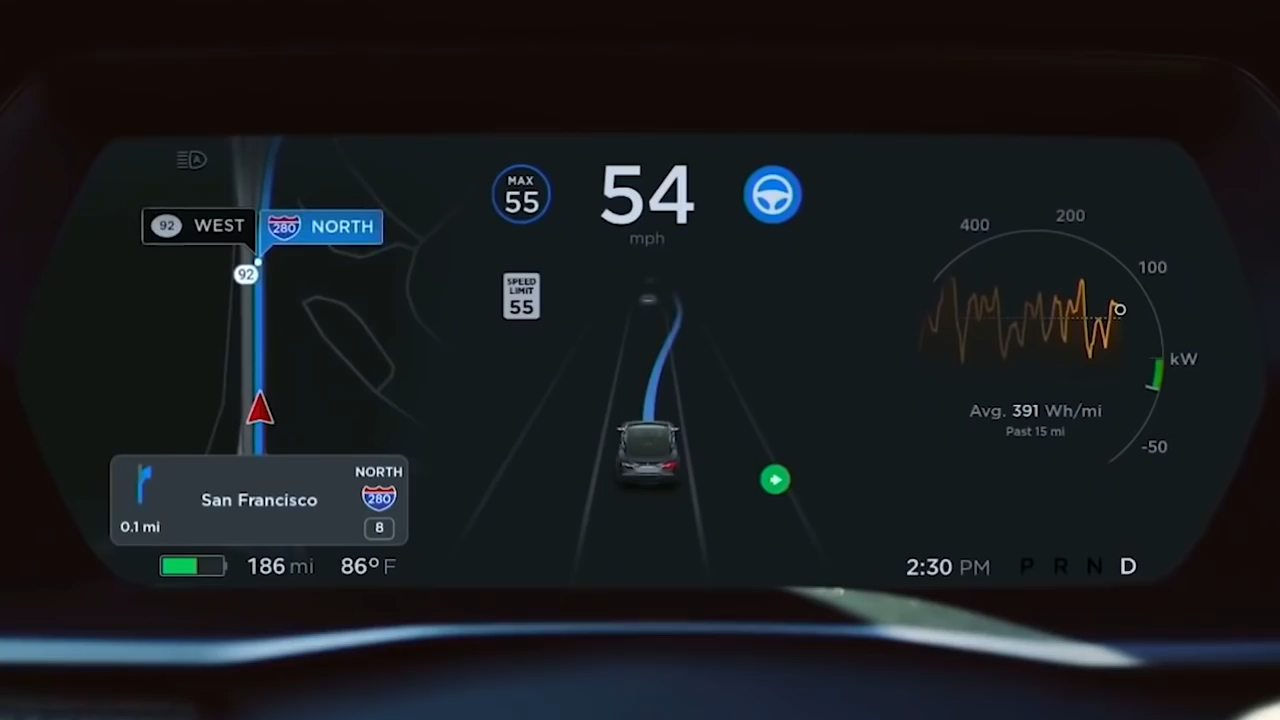 A
92 WEST
280 NORTH
92
0.1 mi
San Francisco
NORTH
280
8
186 mi
86° F
MAX
55
54
mph
SPEED
LIMIT
55
400
200
100
kW
-50
Avg. 391 Wh/mi
Past 15 mi
2:30 PM
P R N D